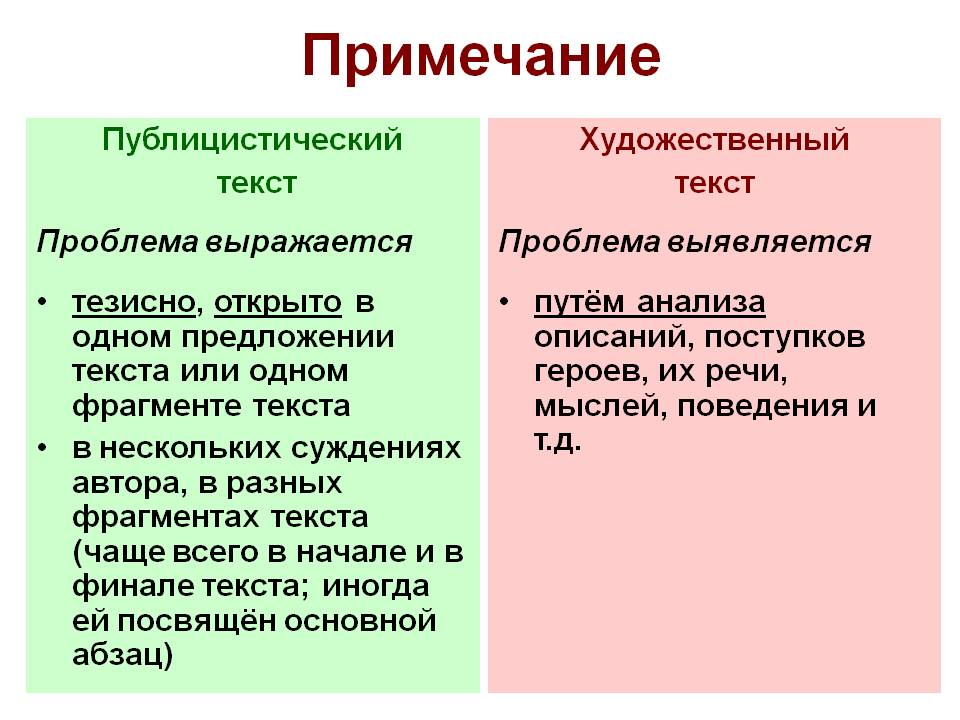 Примечание
Публицистический
текст
Проблема выражается
• тезисно, открыто в
одном предложении
текста или одном
фрагменте текста
• в нескольких суждениях
автора, в разных
фрагментах текста
(чаще всего в начале и в
финале текста; иногда
ей посвящён основной
абзац)
Художественный
текст
Проблема выявляется
• путём анализа
описаний, поступков
героев, их речи,
мыслей, поведения и
т.д.